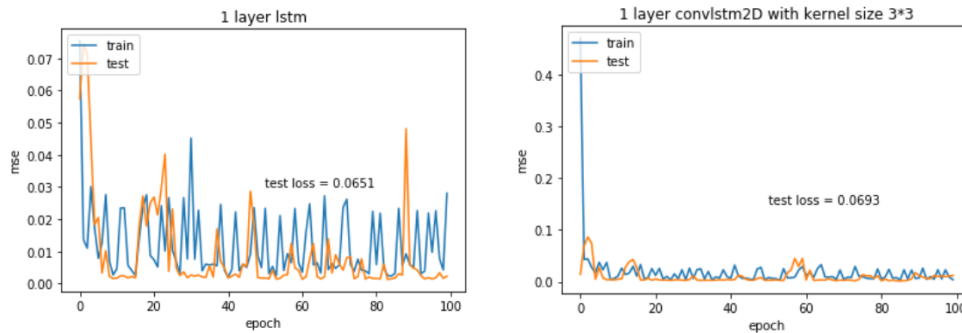 1 layer lstm
train
test
0.07
0.06
0.05
0.04
0.03
0.02
0.01
0.00
mse
test loss = 0.0651
0 20 40 60 80 100
epoch
1 layer convlstm2D with kernel size 3*3
train
test
0.4
0.3
0.2
0.1
0.0
mse
test loss = 0.0693
0 20 40 60 80 100
epoch